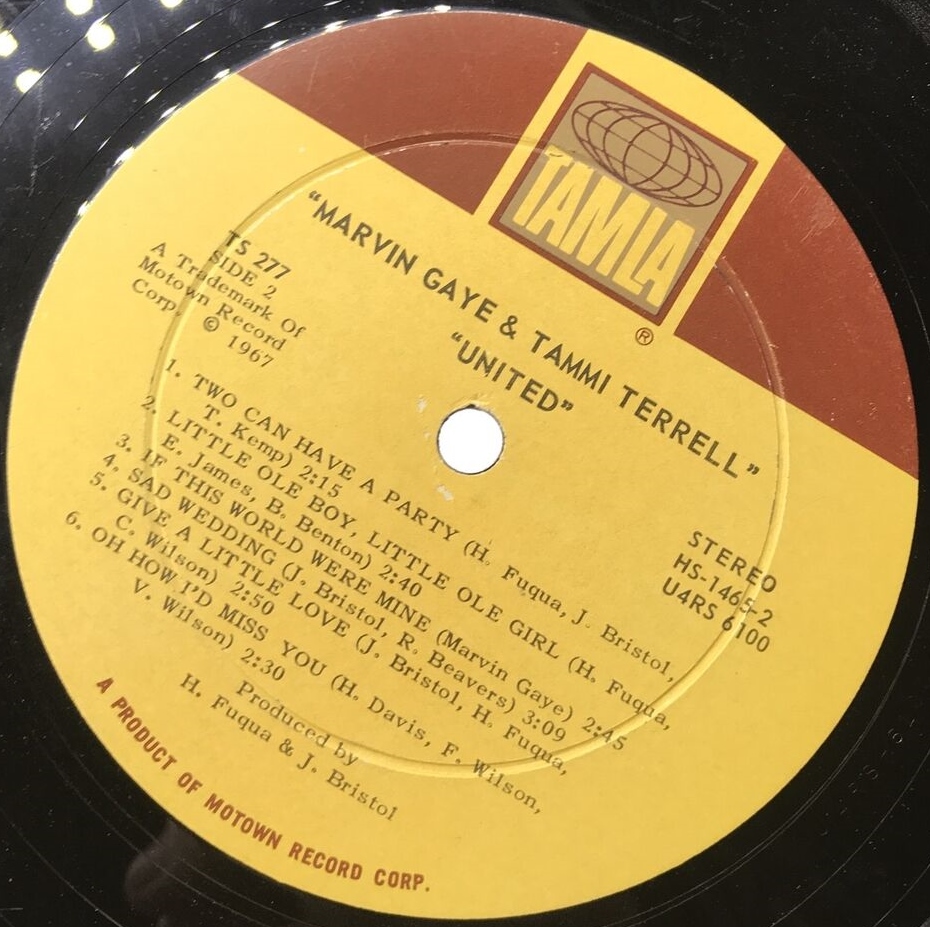 TAMLA
®
"MARVIN GAYE & TAMMI TERRELL"
"UNITED"
TS 277
SIDE 2
A Trademark Of
Motown Record
Corp. © 1967
STEREO
HS-1465-2
U4RS 6100
1. TWO CAN HAVE A PARTY (H. Fuqua, J. Bristol,
T. Kemp) 2:15
2. LITTLE OLE BOY, LITTLE OLE GIRL (H. Fuqua,
E. James, B. Benton) 2:40
3. IF THIS WORLD WERE MINE (Marvin Gaye) 2:45
4. SAD WEDDING (J. Bristol, R. Beavers) 3:09
5. GIVE A LITTLE LOVE (J. Bristol, H. Fuqua,
C. Wilson) 2:50
6. OH HOW I'D MISS YOU (H. Davis, F. Wilson,
V. Wilson) 2:30
Produced by
H. Fuqua & J. Bristol
A PRODUCT OF MOTOWN RECORD CORP.